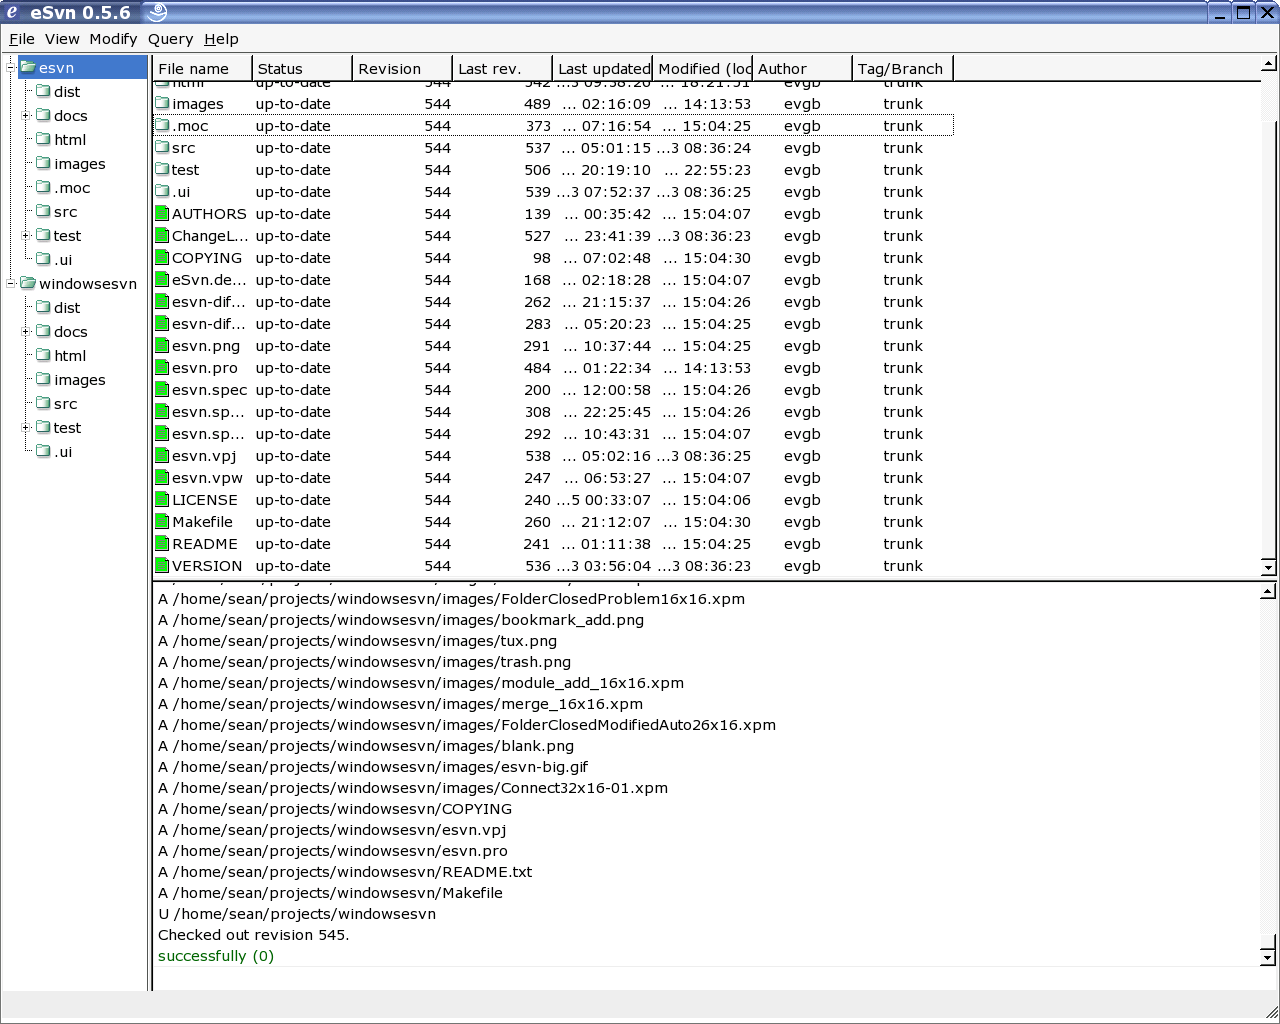 eSvn 0.5.6
File View Modify Query Help
esvn
dist
docs
html
images
.moc
src
test
.ui
windowsesvn
dist
docs
html
images
src
test
.ui
File name Status Revision Last rev. Last updated Modified (loc Author Tag/Branch
html up-to-date 544 542 ...3 09:38:20 ... 18:21:51 evgb trunk
images up-to-date 544 489 ... 02:16:09 ... 14:13:53 evgb trunk
.moc up-to-date 544 373 ... 07:16:54 ... 15:04:25 evgb trunk
src up-to-date 544 537 ... 05:01:15 ...3 08:36:24 evgb trunk
test up-to-date 544 506 ... 20:19:10 ... 22:55:23 evgb trunk
.ui up-to-date 544 539 ...3 07:52:37 ...3 08:36:25 evgb trunk
AUTHORS up-to-date 544 139 ... 00:35:42 ... 15:04:07 evgb trunk
ChangeL... up-to-date 544 527 ... 23:41:39 ...3 08:36:23 evgb trunk
COPYING up-to-date 544 98 ... 07:02:48 ... 15:04:30 evgb trunk
eSvn.de... up-to-date 544 168 ... 02:18:28 ... 15:04:07 evgb trunk
esvn-dif... up-to-date 544 262 ... 21:15:37 ... 15:04:26 evgb trunk
esvn-dif... up-to-date 544 283 ... 05:20:23 ... 15:04:25 evgb trunk
esvn.png up-to-date 544 291 ... 10:37:44 ... 15:04:25 evgb trunk
esvn.pro up-to-date 544 484 ... 01:22:34 ... 14:13:53 evgb trunk
esvn.spec up-to-date 544 200 ... 12:00:58 ... 15:04:26 evgb trunk
esvn.sp... up-to-date 544 308 ... 22:25:45 ... 15:04:26 evgb trunk
esvn.sp... up-to-date 544 292 ... 10:43:31 ... 15:04:07 evgb trunk
esvn.vpj up-to-date 544 538 ... 05:02:16 ...3 08:36:25 evgb trunk
esvn.vpw up-to-date 544 247 ... 06:53:27 ... 15:04:07 evgb trunk
LICENSE up-to-date 544 240 ...5 00:33:07 ... 15:04:06 evgb trunk
Makefile up-to-date 544 260 ... 21:12:07 ... 15:04:30 evgb trunk
README up-to-date 544 241 ... 01:11:38 ... 15:04:25 evgb trunk
VERSION up-to-date 544 536 ...3 03:56:04 ...3 08:36:23 evgb trunk
A /home/sean/projects/windowsesvn/images/FolderClosedProblem16x16.xpm
A /home/sean/projects/windowsesvn/images/bookmark_add.png
A /home/sean/projects/windowsesvn/images/tux.png
A /home/sean/projects/windowsesvn/images/trash.png
A /home/sean/projects/windowsesvn/images/module_add_16x16.xpm
A /home/sean/projects/windowsesvn/images/merge_16x16.xpm
A /home/sean/projects/windowsesvn/images/FolderClosedModifiedAuto26x16.xpm
A /home/sean/projects/windowsesvn/images/blank.png
A /home/sean/projects/windowsesvn/images/esvn-big.gif
A /home/sean/projects/windowsesvn/images/Connect32x16-01.xpm
A /home/sean/projects/windowsesvn/COPYING
A /home/sean/projects/windowsesvn/esvn.vpj
A /home/sean/projects/windowsesvn/esvn.pro
A /home/sean/projects/windowsesvn/README.txt
A /home/sean/projects/windowsesvn/Makefile
U /home/sean/projects/windowsesvn
Checked out revision 545.
successfully (0)